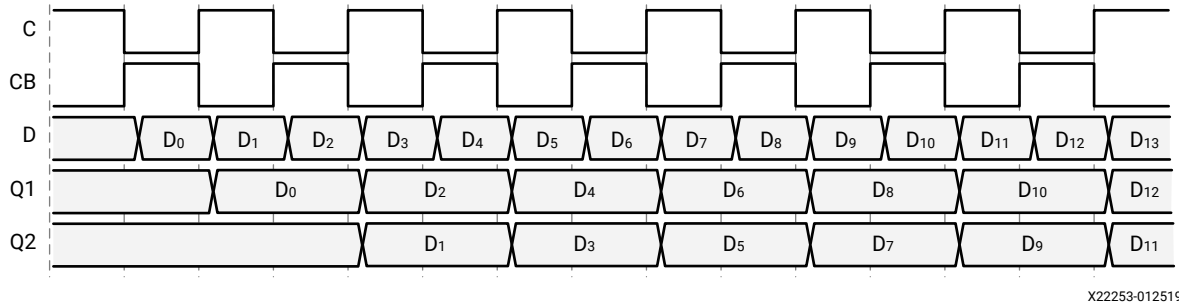 C
CB
D D₀ D₁ D₂ D₃ D₄ D₅ D₆ D₇ D₈ D₉ D₁₀ D₁₁ D₁₂ D₁₃
Q1 D₀ D₂ D₄ D₆ D₈ D₁₀ D₁₂
Q2 D₁ D₃ D₅ D₇ D₉ D₁₁
X22253-012519